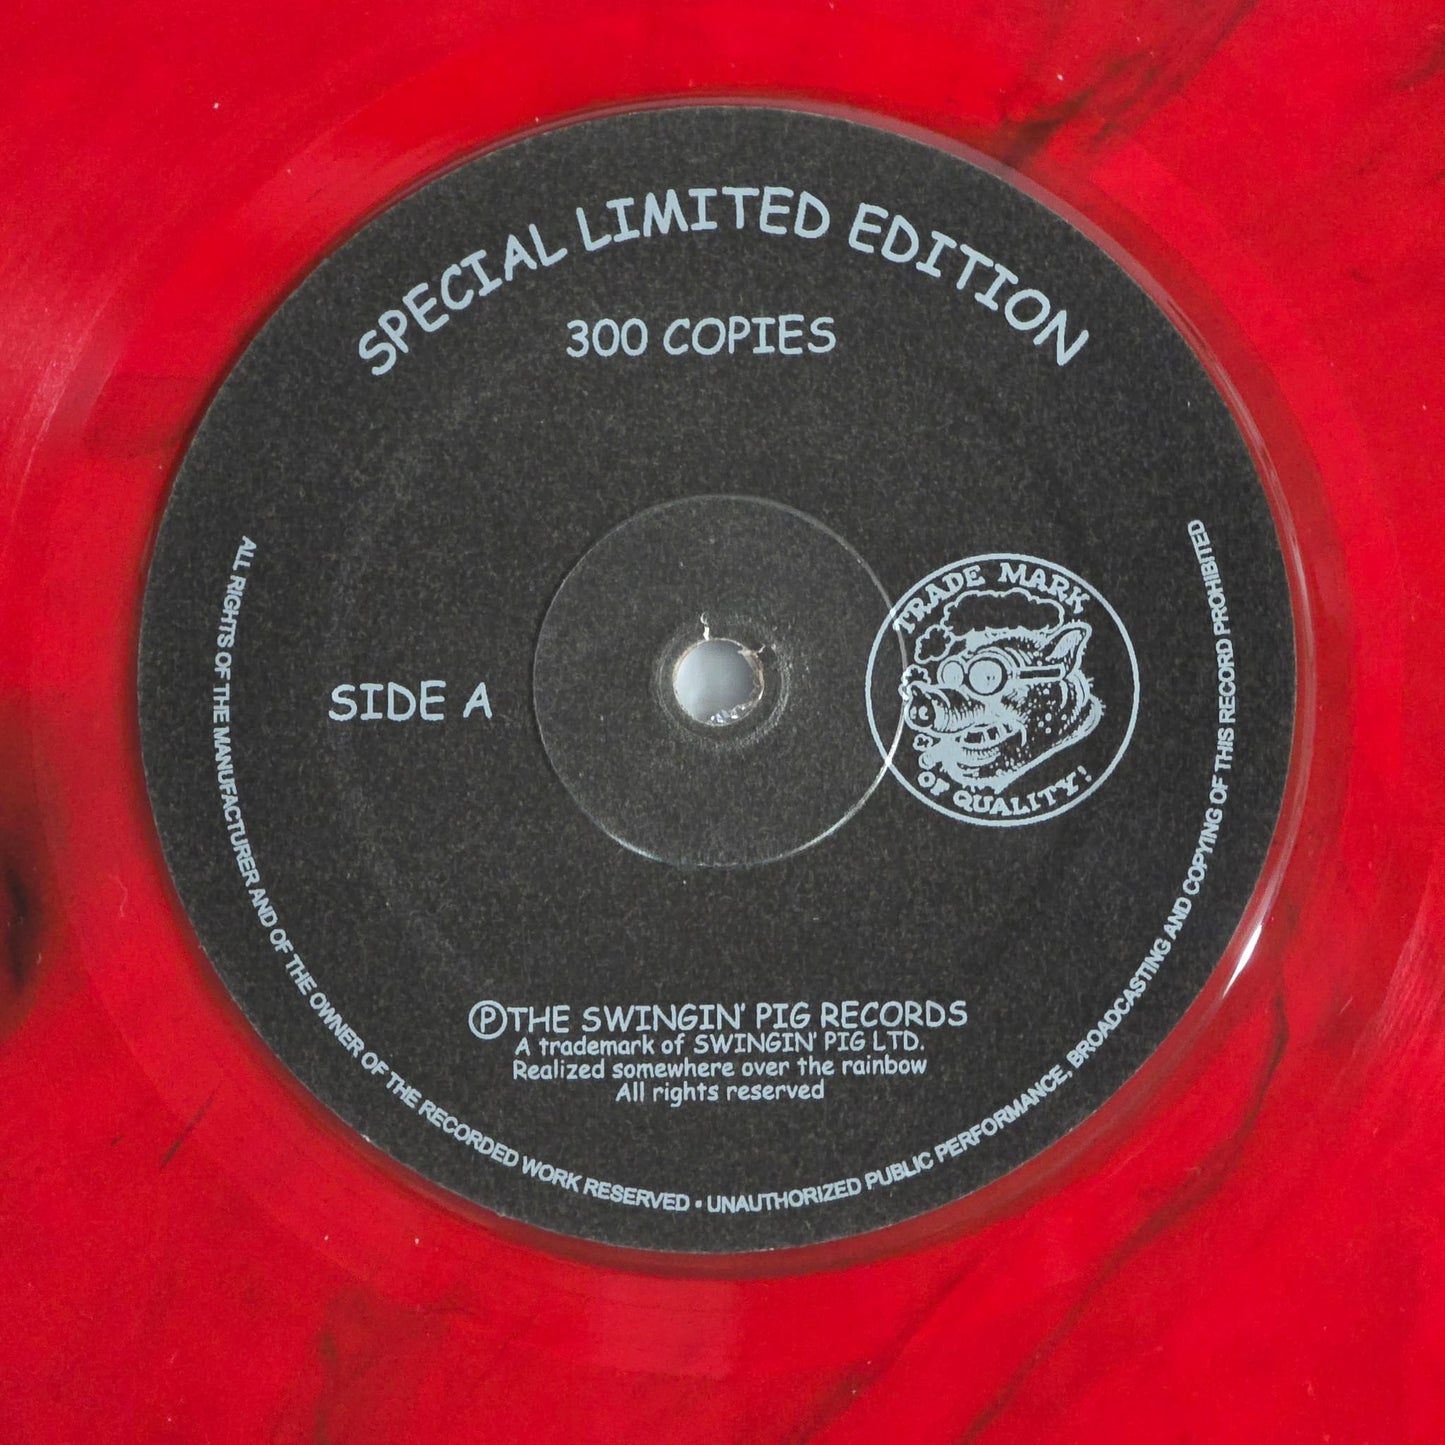 SPECIAL LIMITED EDITION
300 COPIES
SIDE A
TRADE MARK
OF QUALITY!
ⓅTHE SWINGIN' PIG RECORDS
A trademark of SWINGIN' PIG LTD.
Realized somewhere over the rainbow
All rights reserved
ALL RIGHTS OF THE MANUFACTURER AND OF THE OWNER OF THE RECORDED WORK RESERVED • UNAUTHORIZED PUBLIC PERFORMANCE, BROADCASTING AND COPYING OF THIS RECORD PROHIBITED